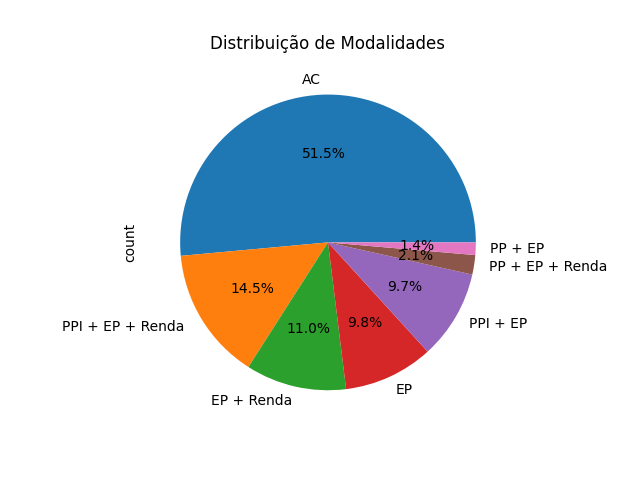 Distribuição de Modalidades
AC
51.5%
count
PPI + EP + Renda
14.5%
EP + Renda
11.0%
EP
9.8%
PPI + EP
9.7%
PP + EP + Renda
2.1%
PP + EP
1.4%